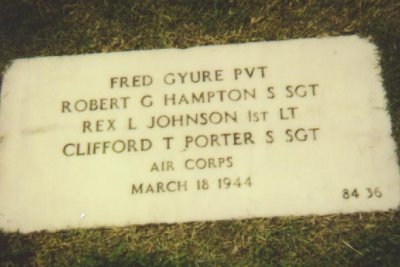 FRED GYURE PVT
ROBERT G HAMPTON S SGT
REX L JOHNSON 1ST LT
CLIFFORD T PORTER S SGT
AIR CORPS
MARCH 18 1944
84 36